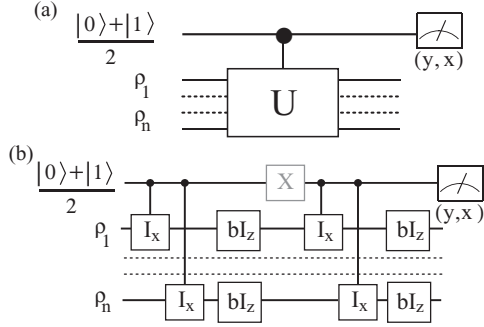 (a)
|0⟩+|1⟩
2
(y, x)
ρ1
U
ρn
(b)
|0⟩+|1⟩
2
X
(y,x)
ρ1 Ix bIz Ix bIz
ρn Ix bIz Ix bIz